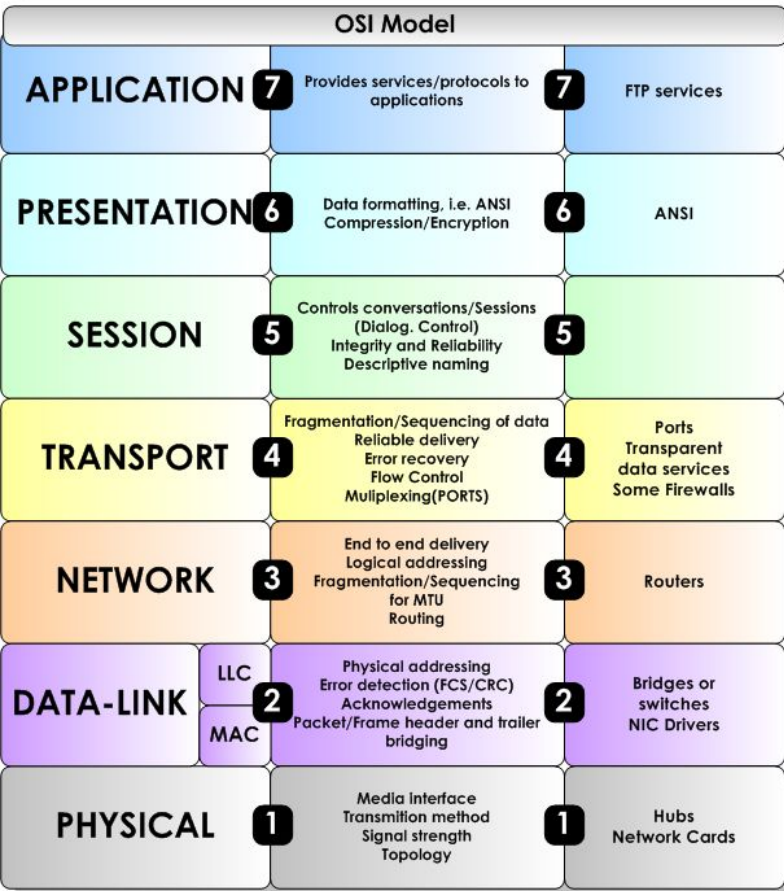 OSI Model
APPLICATION
7
Provides services/protocols to
applications
7
FTP services
PRESENTATION
6
Data formatting, i.e. ANSI
Compression/Encryption
6
ANSI
SESSION
5
Controls conversations/Sessions
(Dialog. Control)
Integrity and Reliability
Descriptive naming
5
TRANSPORT
4
Fragmentation/Sequencing of data
Reliable delivery
Error recovery
Flow Control
Muliplexing(PORTS)
4
Ports
Transparent
data services
Some Firewalls
NETWORK
3
End to end delivery
Logical addressing
Fragmentation/Sequencing
for MTU
Routing
3
Routers
DATA-LINK
LLC
MAC
2
Physical addressing
Error detection (FCS/CRC)
Acknowledgements
Packet/Frame header and trailer
bridging
2
Bridges or
switches
NIC Drivers
PHYSICAL
1
Media interface
Transmition method
Signal strength
Topology
1
Hubs
Network Cards